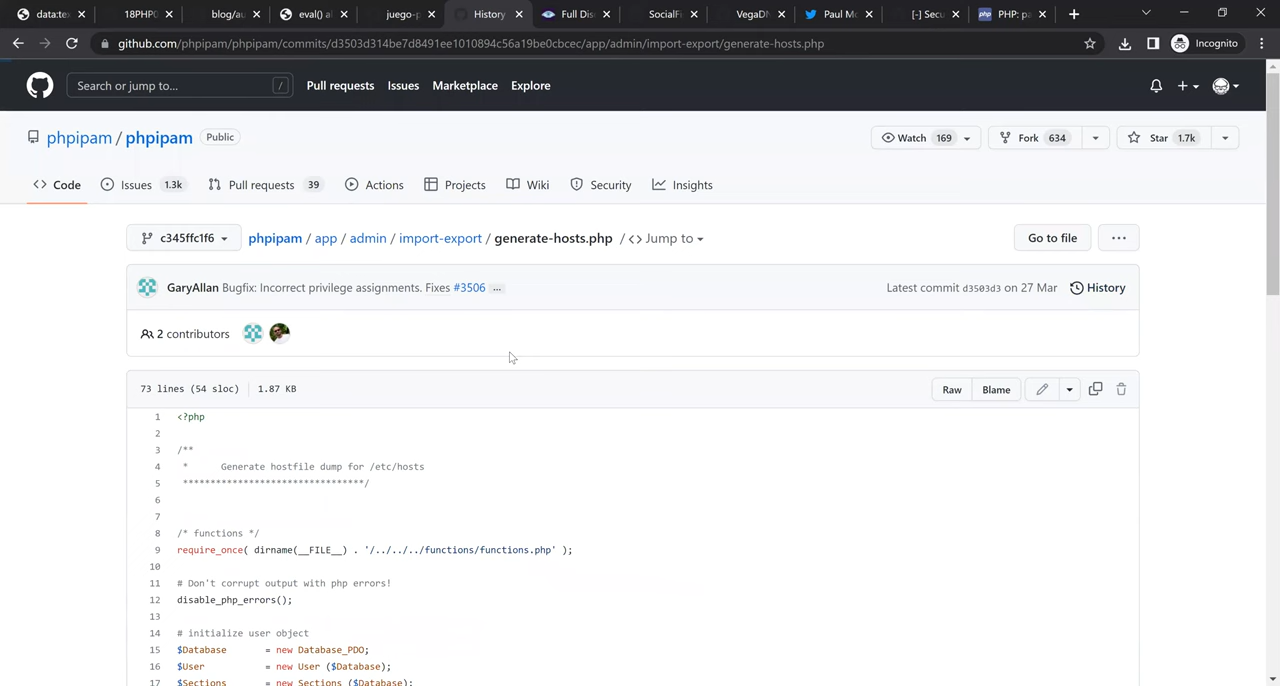 data:tex
18PHP0
blog/au
eval() al
juego-p
History
Full Dis
SocialF
VegaD
Paul Mc
[-] Secu
PHP: pa
github.com/phpipam/phpipam/commits/d3503d314be7d8491ee1010894c56a19be0cbcec/app/admin/import-export/generate-hosts.php
Incognito
Search or jump to...
/
Pull requests
Issues
Marketplace
Explore
phpipam / phpipam
Public
Watch 169
Fork 634
Star 1.7k
Code
Issues 1.3k
Pull requests 39
Actions
Projects
Wiki
Security
Insights
c345ffc1f6
phpipam / app / admin / import-export / generate-hosts.php / <> Jump to
Go to file
...
GaryAllan Bugfix: Incorrect privilege assignments. Fixes #3506 ...
Latest commit d3503d3 on 27 Mar
History
2 contributors
73 lines (54 sloc) 1.87 KB
Raw
Blame
1 <?php
2
3 /**
4 * Generate hostfile dump for /etc/hosts
5 *********************************/
6
7
8 /* functions */
9 require_once( dirname(__FILE__) . '/../../../functions/functions.php' );
10
11 # Don't corrupt output with php errors!
12 disable_php_errors();
13
14 # initialize user object
15 $Database = new Database_PDO;
16 $User = new User ($Database);
17 $Sections = new Sections ($Database);